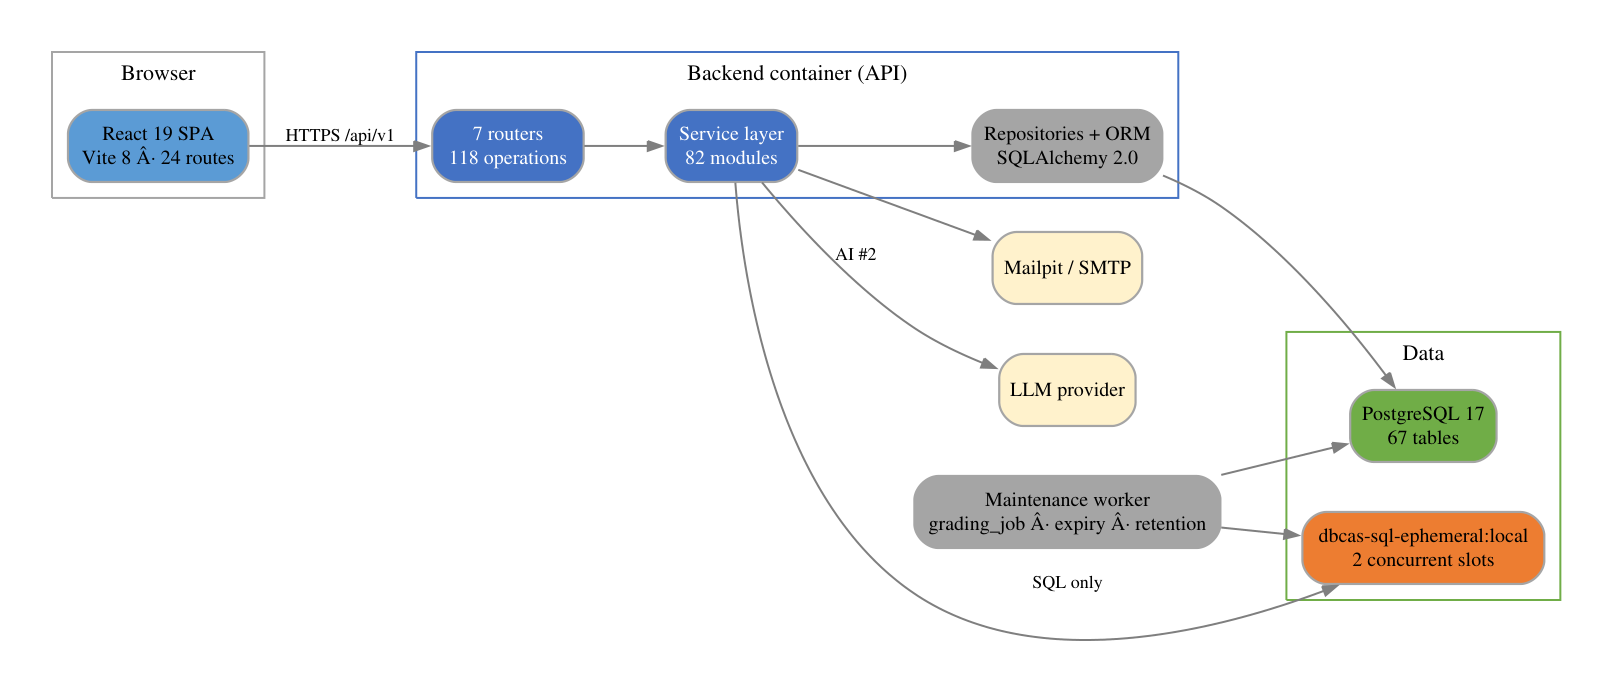 Browser
React 19 SPA
Vite 8 Â· 24 routes
HTTPS /api/v1
Backend container (API)
7 routers
118 operations
Service layer
82 modules
Repositories + ORM
SQLAlchemy 2.0
AI #2
Mailpit / SMTP
LLM provider
Data
PostgreSQL 17
67 tables
Maintenance worker
grading_job Â· expiry Â· retention
dbcas-sql-ephemeral:local
2 concurrent slots
SQL only